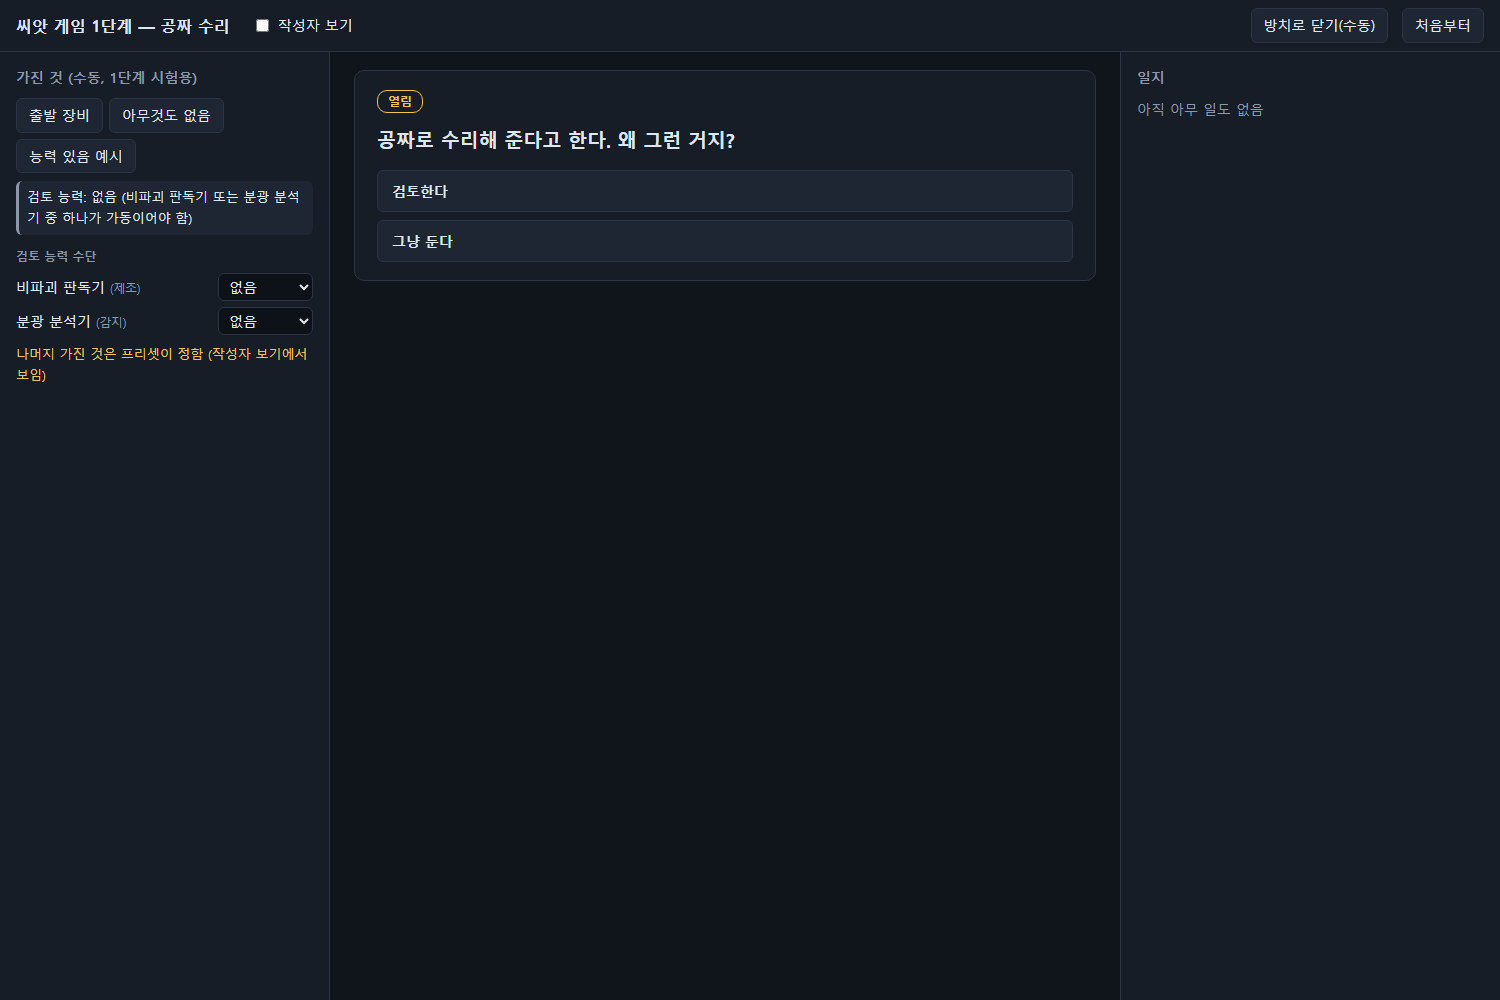 씨앗 게임 1단계 — 공짜 수리
작성자 보기
방치로 닫기(수동)
처음부터
가진 것 (수동, 1단계 시험용)
출발 장비
아무것도 없음
능력 있음 예시
검토 능력: 없음 (비파괴 판독기 또는 분광 분석
기 중 하나가 가동이어야 함)
검토 능력 수단
비파괴 판독기 (제조)
없음
분광 분석기 (감지)
없음
나머지 가진 것은 프리셋이 정함 (작성자 보기에서
보임)
열림
공짜로 수리해 준다고 한다. 왜 그런 거지?
검토한다
그냥 둔다
일지
아직 아무 일도 없음